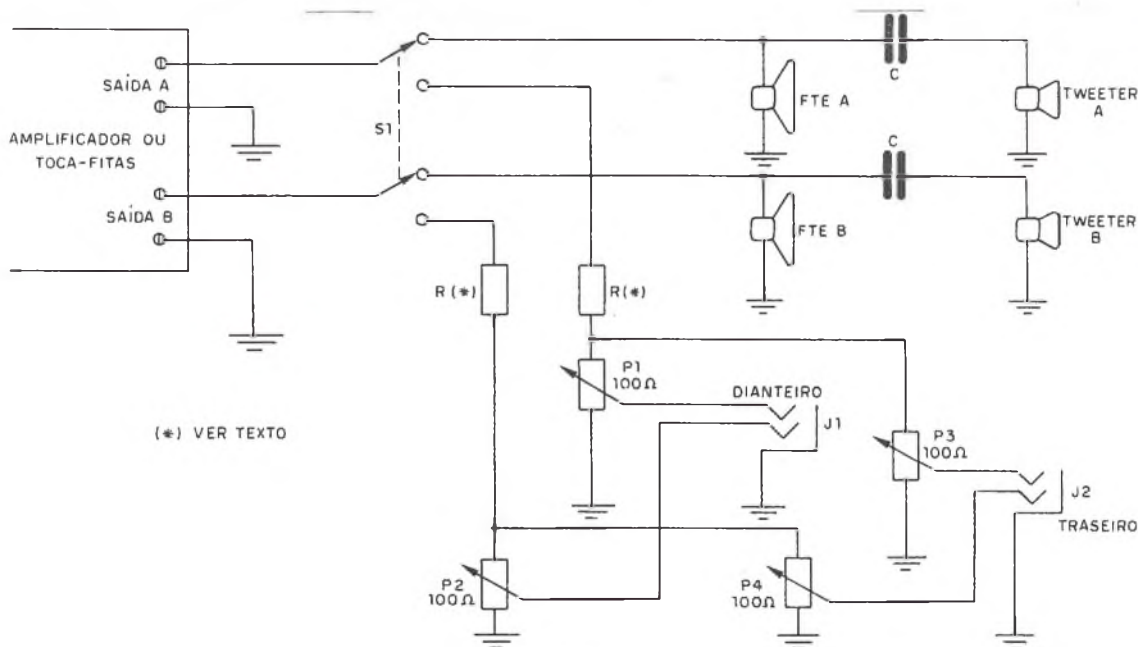 SAÍDA A
AMPLIFICADOR OU
TOCA-FITAS
SAÍDA B
S1
C
FTE A
TWEETER
A
C
FTE B
TWEETER
B
R (*)
R (*)
P1
100Ω
DIANTEIRO
J1
(*) VER TEXTO
P3
100Ω
J2
TRASEIRO
P2
100Ω
P4
100Ω